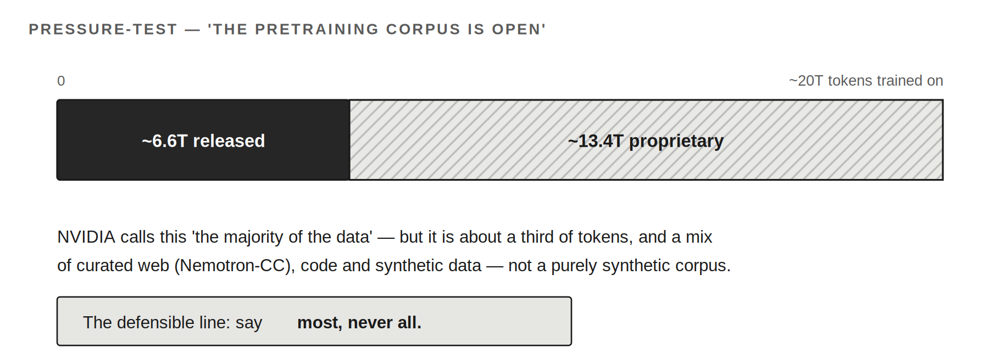 PRESSURE-TEST — 'THE PRETRAINING CORPUS IS OPEN'
0
~20T tokens trained on
~6.6T released
~13.4T proprietary
NVIDIA calls this 'the majority of the data' — but it is about a third of tokens, and a mix
of curated web (Nemotron-CC), code and synthetic data — not a purely synthetic corpus.
The defensible line: say most, never all.